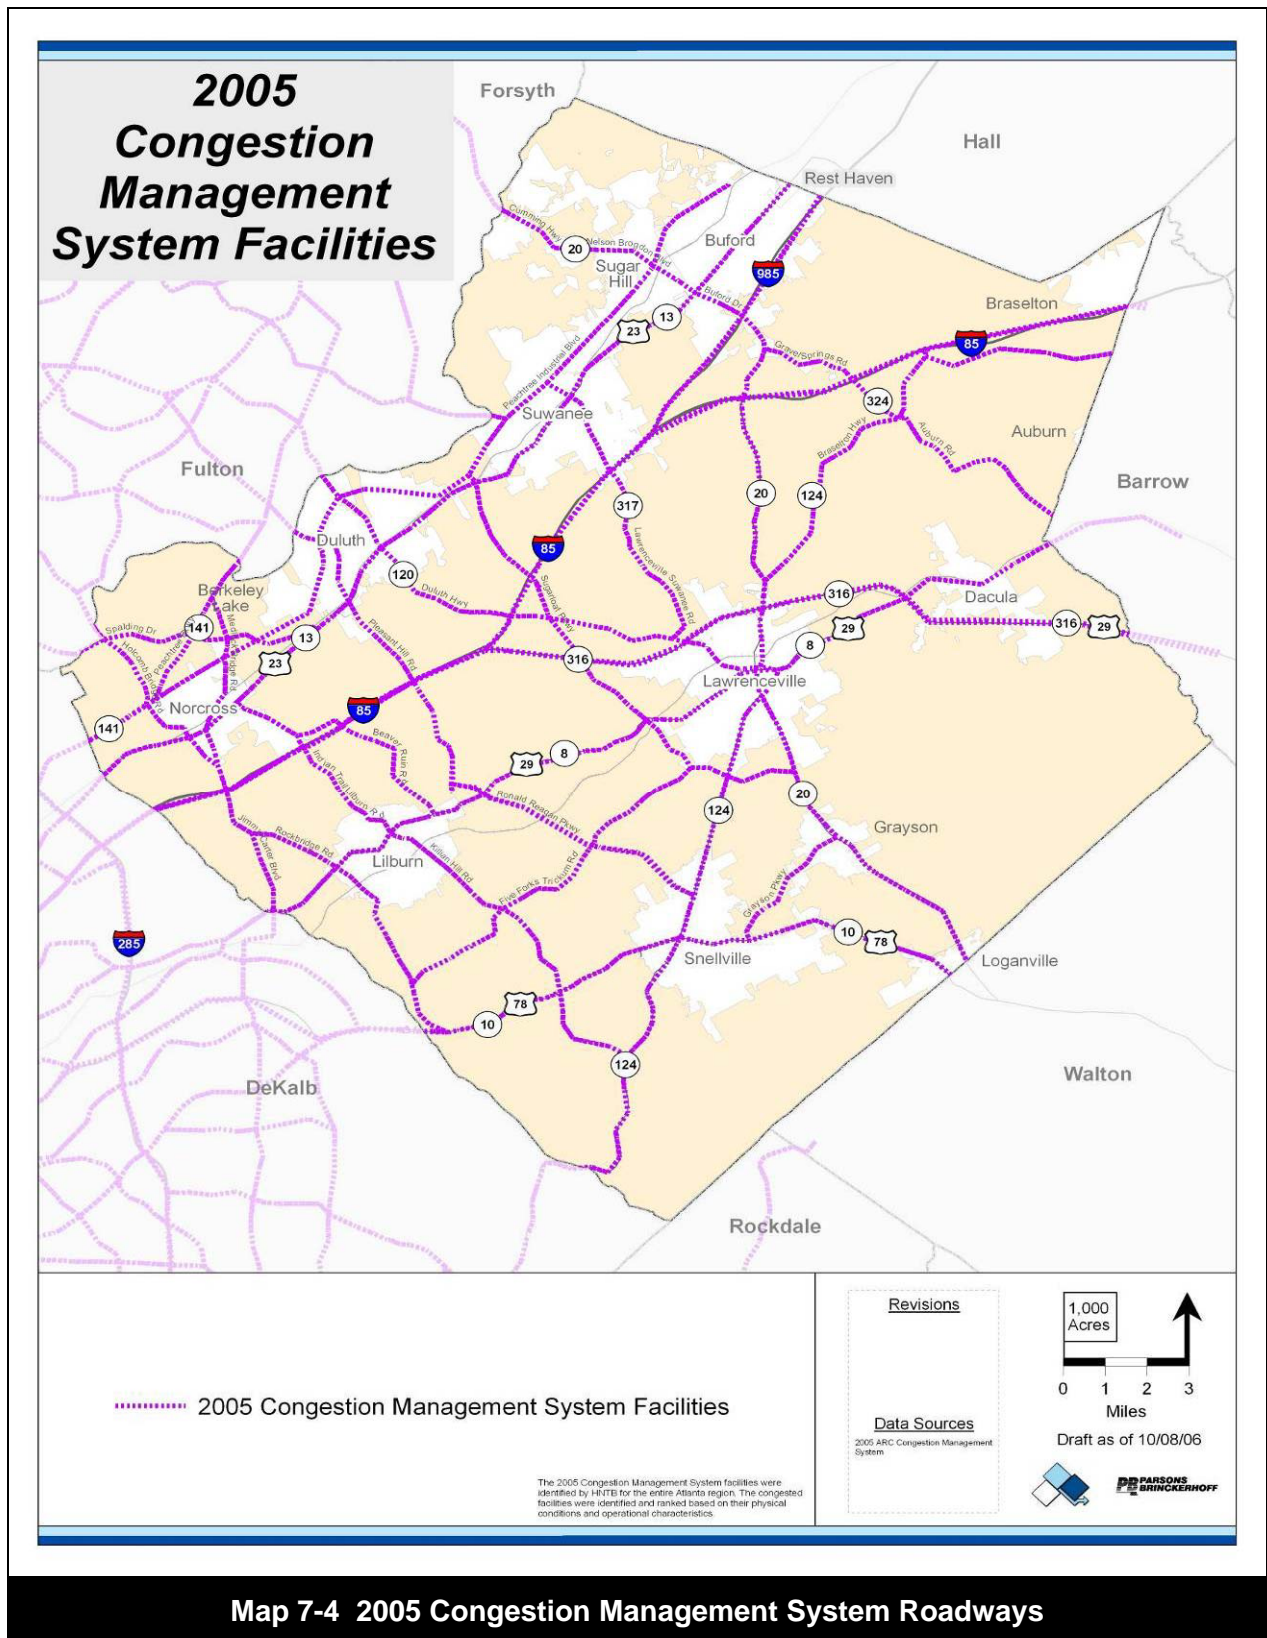 2005
Congestion
Management
System Facilities
Forsyth
Hall
Rest Haven
Cumming Hwy
20
Nelson Brogdon Blvd
Buford
Sugar
Hill
985
Buford Dr
Braselton
13
23
85
Peachtree Industrial Blvd
GraveSprings Rd
324
Suwanee
Braselton Hwy
Auburn Rd
Auburn
Fulton
Barrow
20
124
317
Duluth
85
Lawrenceville Suwanee Rd
120
Duluth Hwy
Sugarloaf Pkwy
Berkeley
Lake
316
Dacula
316
29
Spalding Dr
141
Peachtree
Holcomb Bridge Rd
13
23
Pleasant Hill Rd
29
8
316
Lawrenceville
Norcross
85
141
Beaver Ruin Rd
Indian Trail Lilburn Rd
29
8
Ronald Reagan Pkwy
124
20
Grayson
Jimmy Carter Blvd
Rockbridge Rd
Lilburn
Killian Hill Rd
Five Forks Trickum Rd
Grayson Pkwy
285
10
78
Snellville
Loganville
78
10
124
DeKalb
Walton
Rockdale
2005 Congestion Management System Facilities
The 2005 Congestion Management System facilities were
identified by HNTB for the entire Atlanta region. The congested
facilities were identified and ranked based on their physical
conditions and operational characteristics.
Revisions
Data Sources
2005 ARC Congestion Management
System
1,000
Acres
0 1 2 3
Miles
Draft as of 10/08/06
PB PARSONS
BRINCKERHOFF
Map 7-4 2005 Congestion Management System Roadways